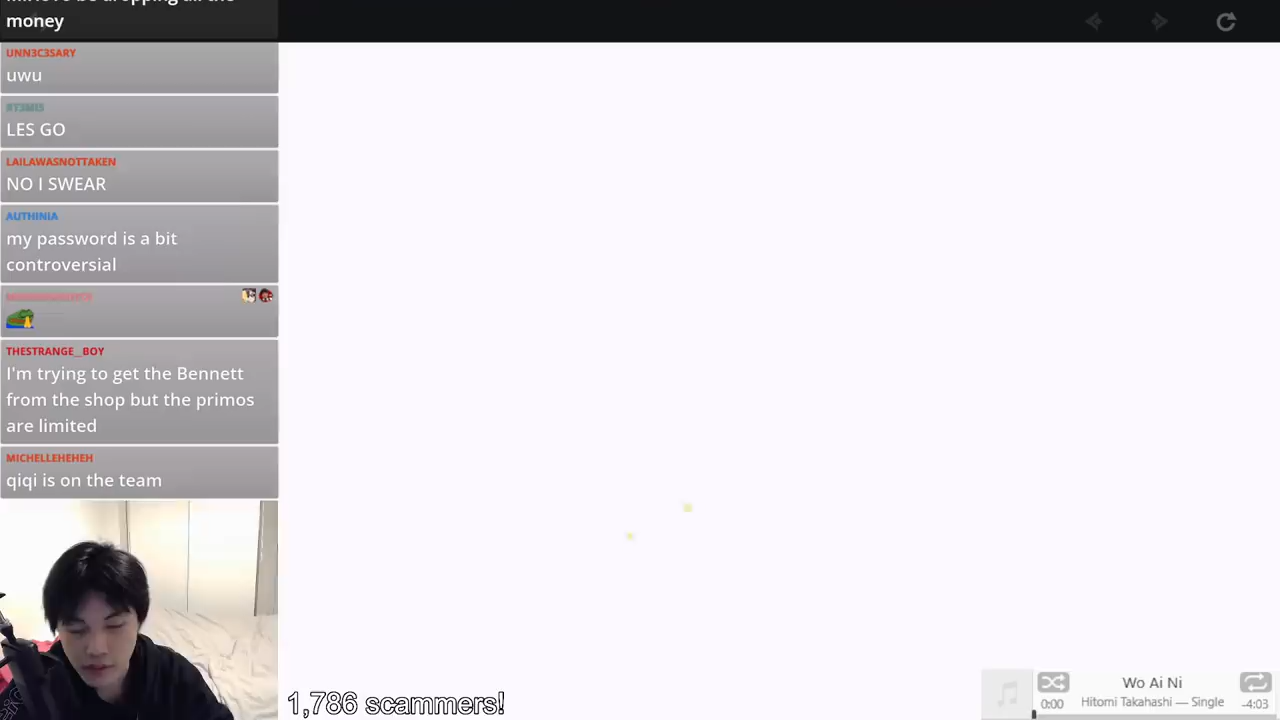 money
UNN3C3SARY
uwu
LES GO
LAILAWASNOTTAKEN
NO I SWEAR
AUTHINIA
my password is a bit
controversial
THESTRANGE_BOY
I'm trying to get the Bennett
from the shop but the primos
are limited
MICHELLEHEHEH
qiqi is on the team
1,786 scammers!
Wo Ai Ni
Hitomi Takahashi — Single
0:00
-4:03